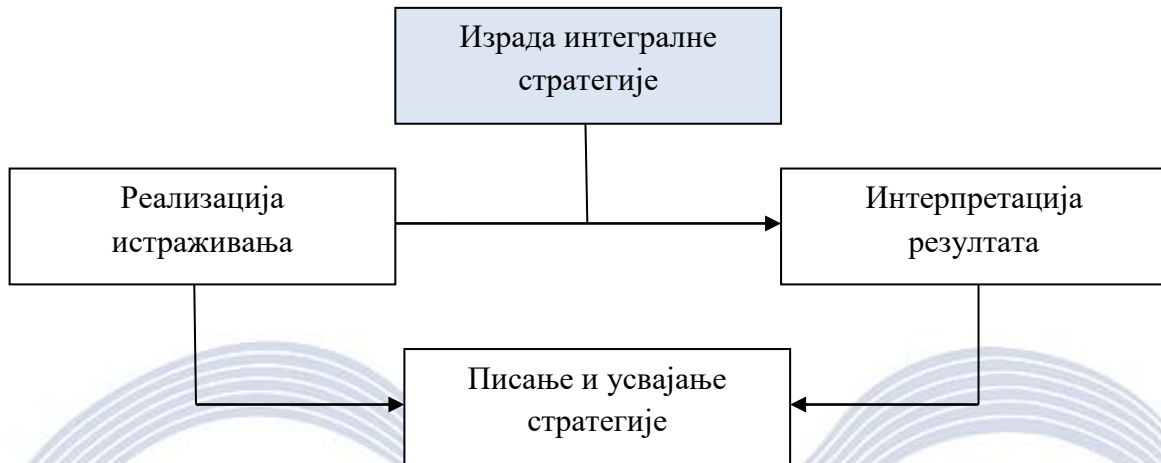 Израда интегралне
стратегије
Реализација
истраживања
Интерпретација
резултата
Писање и усвајање
стратегије